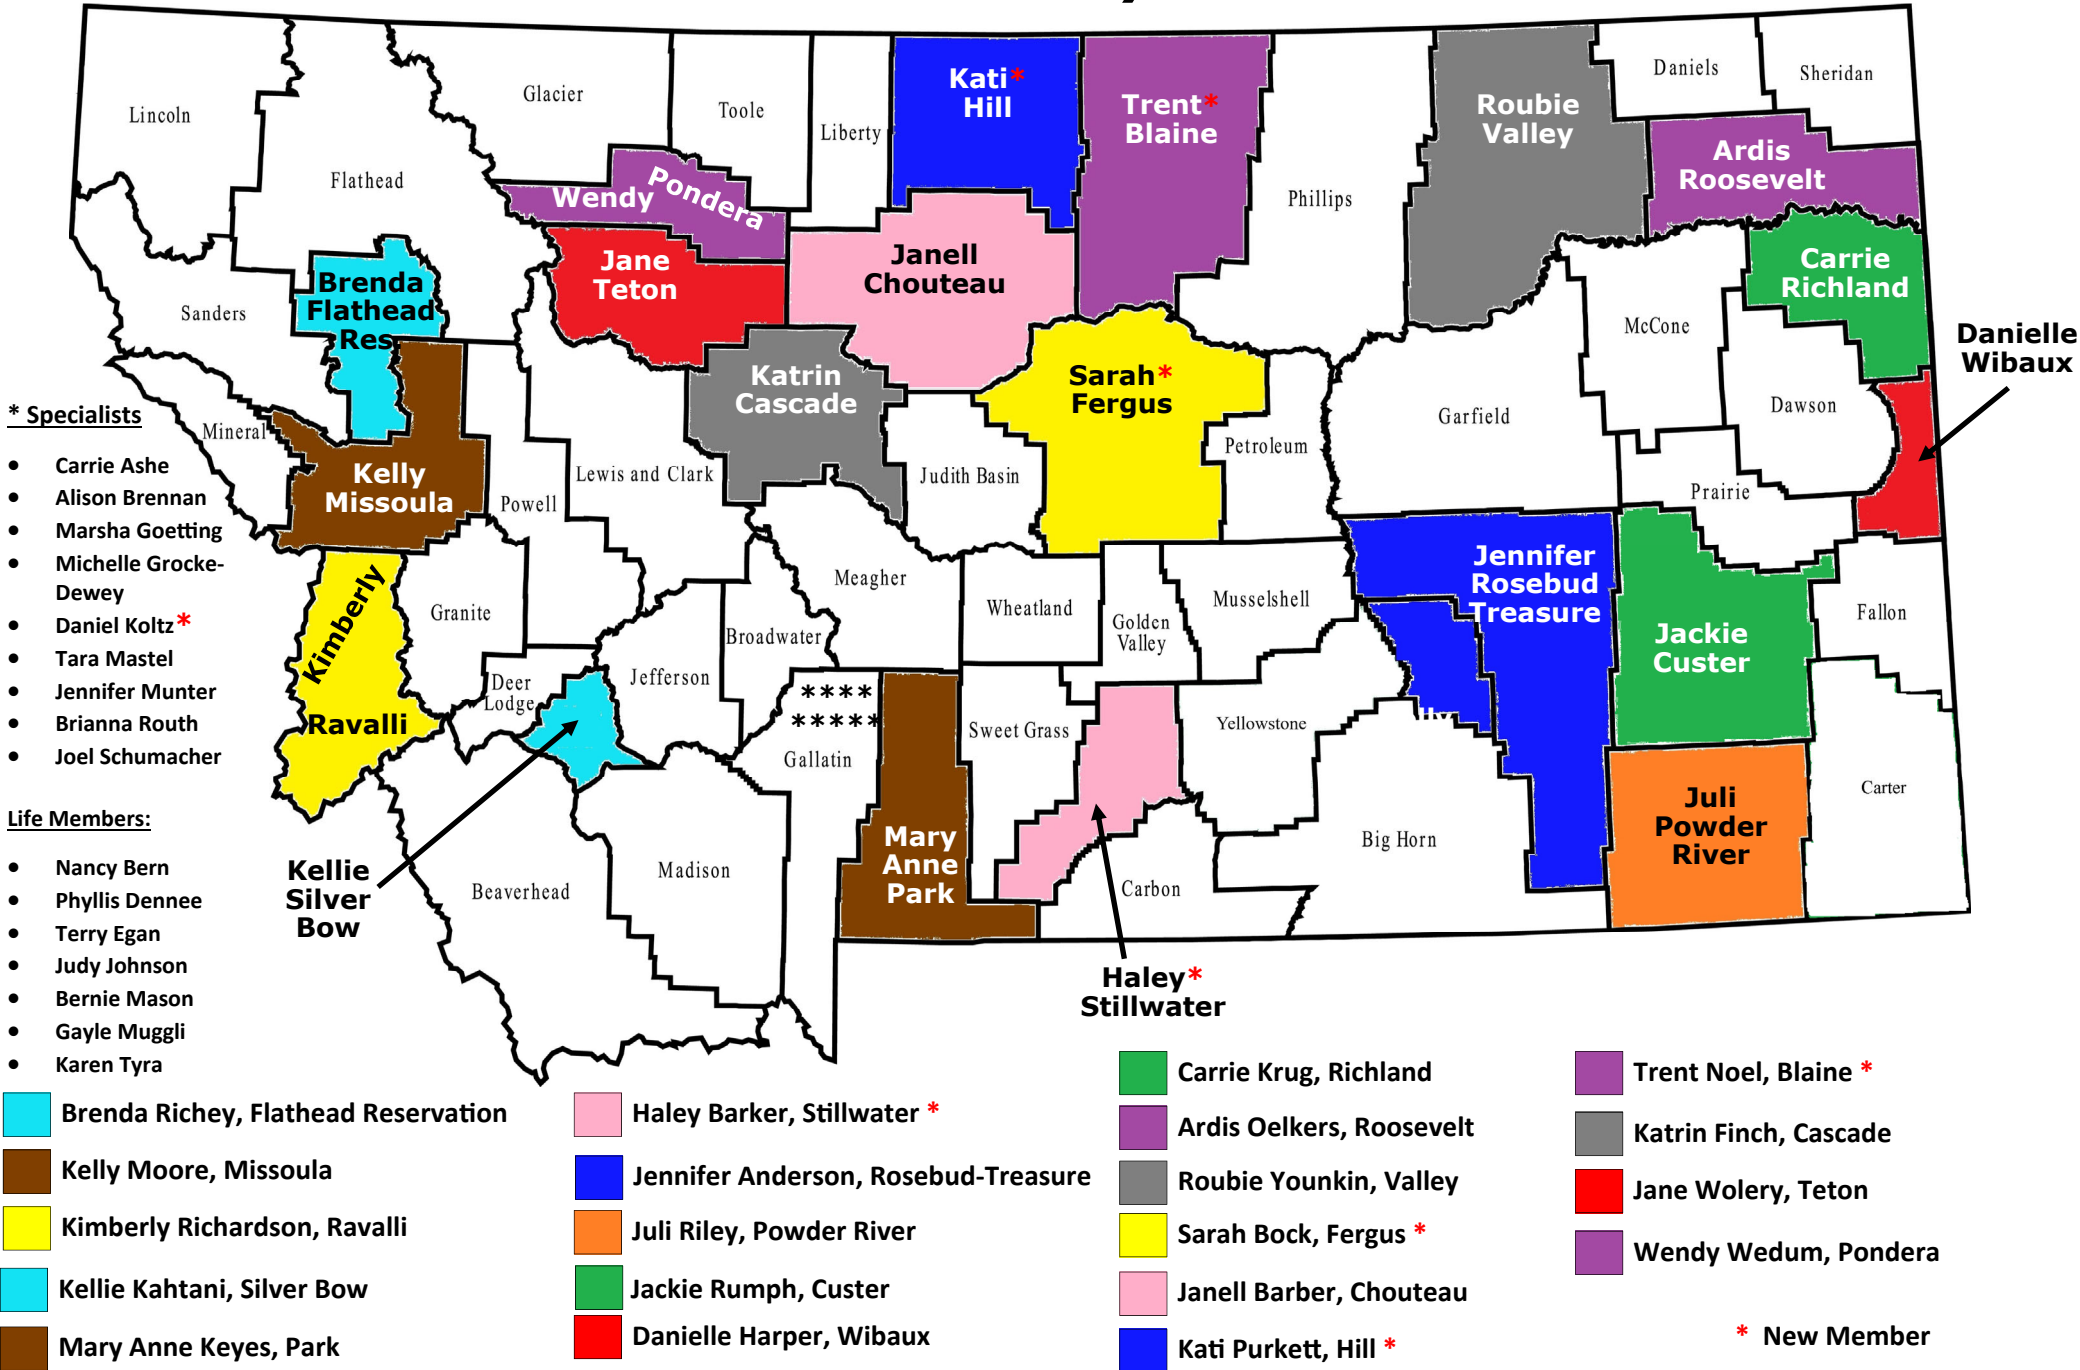 Kati*
Hill
Trent*
Blaine
Roubie
Valley
Daniels
Sheridan
Ardis
Roosevelt
Lincoln
Glacier
Toole
Liberty
Flathead
Wendy Pondera
Phillips
Carrie
Richland
Jane
Teton
Janell
Chouteau
Brenda
Flathead
Res.
Sanders
McCone
Danielle
Wibaux
Katrin
Cascade
Sarah*
Fergus
Garfield
Dawson
Mineral
Kelly
Missoula
Powell
Lewis and Clark
Judith Basin
Petroleum
Prairie
Jennifer
Rosebud
Treasure
Kimberly
Ravalli
Granite
Meagher
Wheatland
Golden
Valley
Musselshell
Jackie
Custer
Fallon
Deer
Lodge
Jefferson
Broadwater
****
*****
Gallatin
Sweet Grass
Yellowstone
Carter
Beaverhead
Madison
Mary
Anne
Park
Carbon
Big Horn
Juli
Powder
River
Kellie
Silver
Bow
Haley*
Stillwater
* Specialists
• Carrie Ashe
• Alison Brennan
• Marsha Goetting
• Michelle Grocke-
Dewey
• Daniel Koltz*
• Tara Mastel
• Jennifer Munter
• Brianna Routh
• Joel Schumacher
Life Members:
• Nancy Bern
• Phyllis Dennee
• Terry Egan
• Judy Johnson
• Bernie Mason
• Gayle Muggli
• Karen Tyra
Brenda Richey, Flathead Reservation
Kelly Moore, Missoula
Kimberly Richardson, Ravalli
Kellie Kahtani, Silver Bow
Mary Anne Keyes, Park
Haley Barker, Stillwater *
Jennifer Anderson, Rosebud-Treasure
Juli Riley, Powder River
Jackie Rumph, Custer
Danielle Harper, Wibaux
Carrie Krug, Richland
Ardis Oelkers, Roosevelt
Roubie Younkin, Valley
Sarah Bock, Fergus *
Janell Barber, Chouteau
Kati Purkett, Hill *
Trent Noel, Blaine *
Katrin Finch, Cascade
Jane Wolery, Teton
Wendy Wedum, Pondera
* New Member